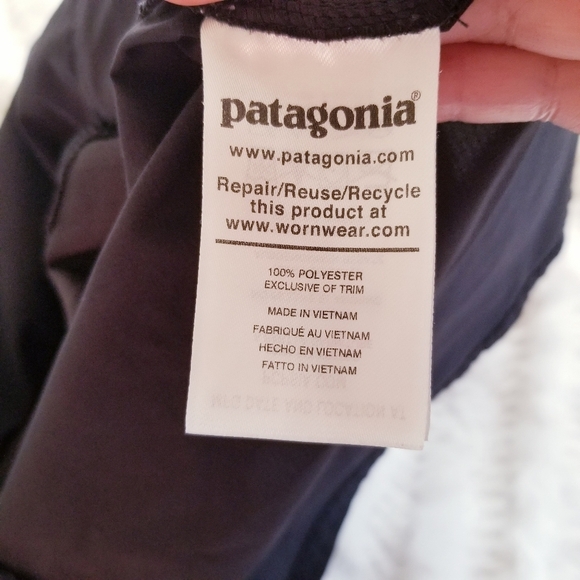 patagonia®
www.patagonia.com
Repair/Reuse/Recycle
this product at
www.wornwear.com
100% POLYESTER
EXCLUSIVE OF TRIM
MADE IN VIETNAM
FABRIQUÉ AU VIETNAM
HECHO EN VIETNAM
FATTO IN VIETNAM